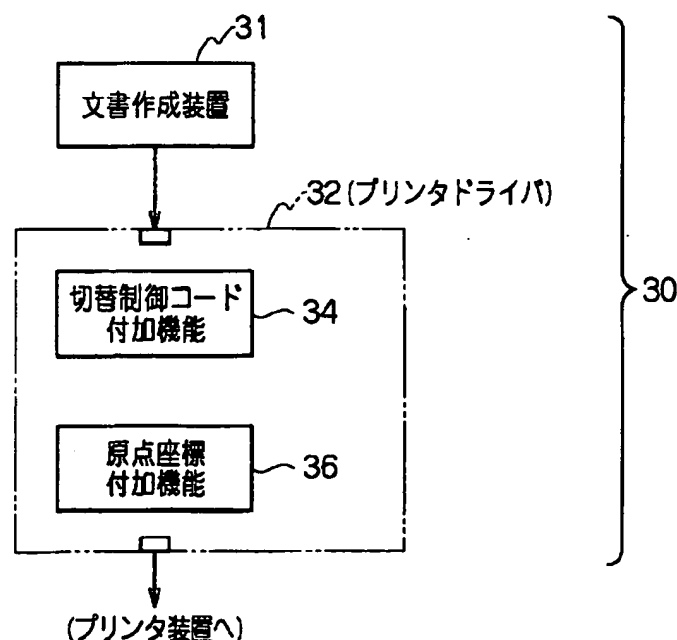 31
文書作成装置
32(プリンタドライバ)
切替制御コード
付加機能
34
30
原点座標
付加機能
36
(プリンタ装置へ)